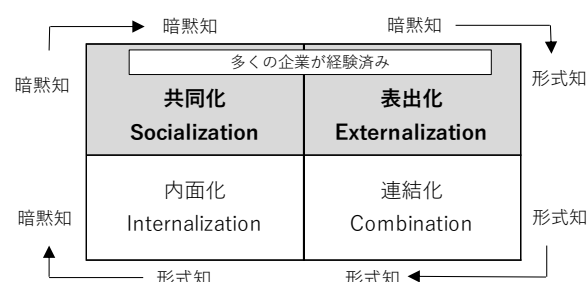 暗黙知
暗黙知
多くの企業が経験済み
暗黙知
形式知
共同化
Socialization
表出化
Externalization
内面化
Internalization
連結化
Combination
暗黙知
形式知
形式知
形式知